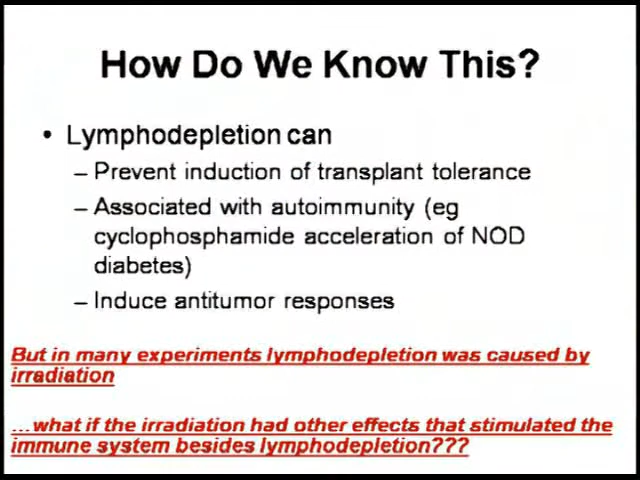 How Do We Know This?
• Lymphodepletion can
– Prevent induction of transplant tolerance
– Associated with autoimmunity (eg
cyclophosphamide acceleration of NOD
diabetes)
– Induce antitumor responses
But in many experiments lymphodepletion was caused by
irradiation
...what if the irradiation had other effects that stimulated the
immune system besides lymphodepletion???